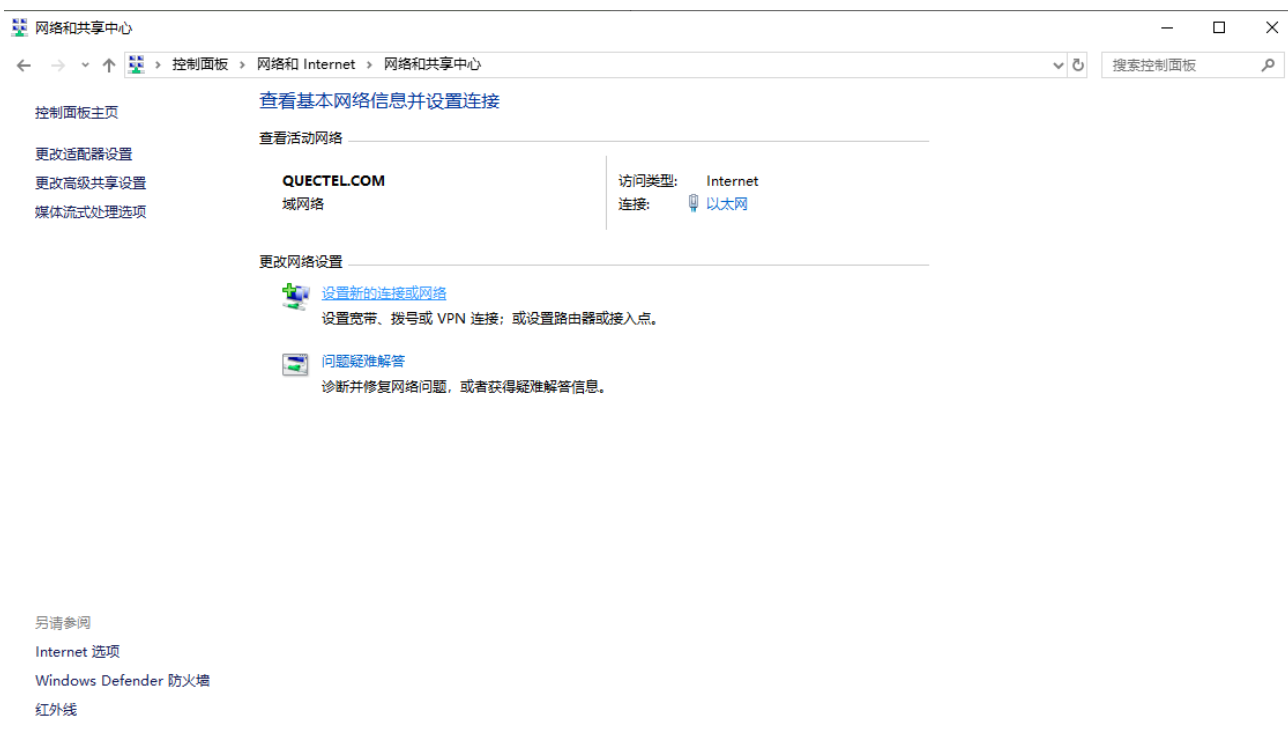 网络和共享中心
控制面板 › 网络和 Internet › 网络和共享中心
搜索控制面板
控制面板主页
更改适配器设置
更改高级共享设置
媒体流式处理选项
查看基本网络信息并设置连接
查看活动网络
QUECTEL.COM
域网络
访问类型: Internet
连接: 以太网
更改网络设置
设置新的连接或网络
设置宽带、拨号或 VPN 连接；或设置路由器或接入点。
问题疑难解答
诊断并修复网络问题，或者获得疑难解答信息。
另请参阅
Internet 选项
Windows Defender 防火墙
红外线